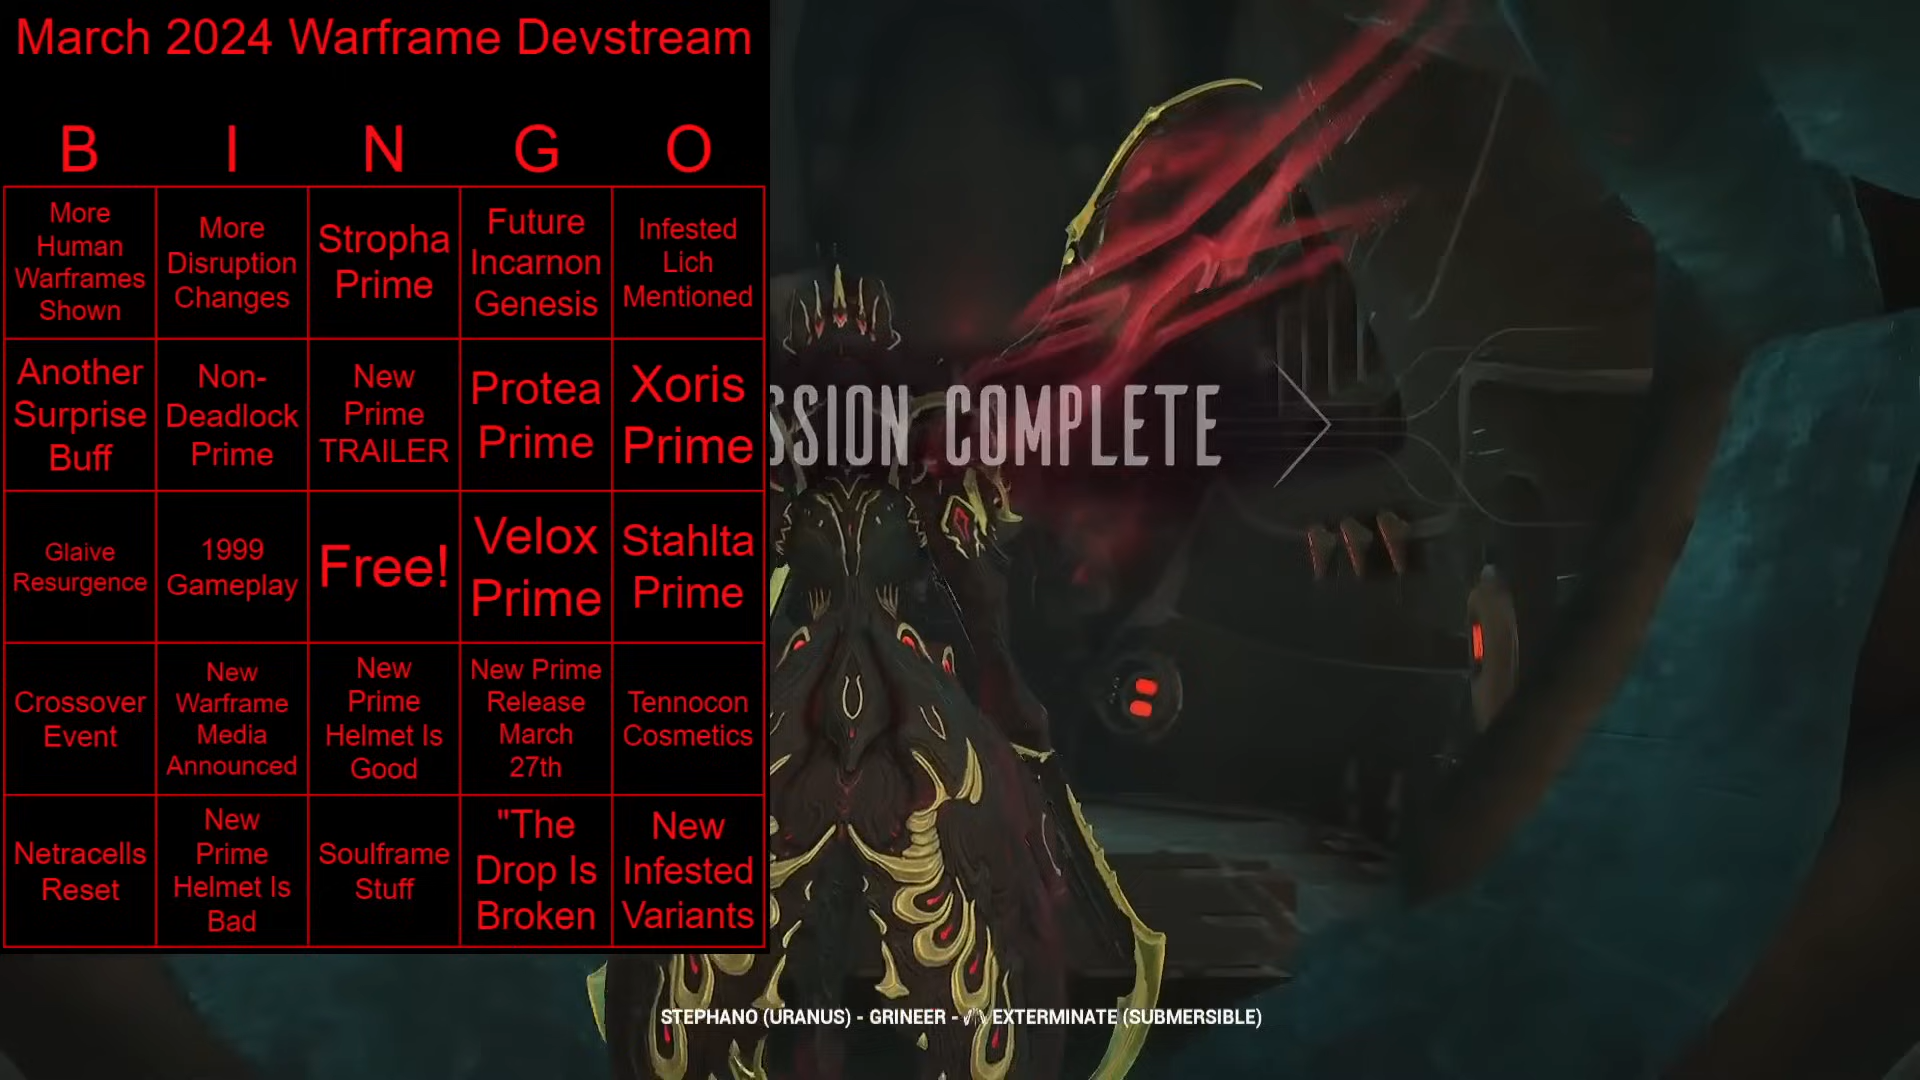 March 2024 Warframe Devstream
B I N G O
More
Human
Warframes
Shown
More
Disruption
Changes
Stropha
Prime
Future
Incarnon
Genesis
Infested
Lich
Mentioned
Another
Surprise
Buff
Non-
Deadlock
Prime
New
Prime
TRAILER
Protea
Prime
Xoris
Prime
Glaive
Resurgence
1999
Gameplay
Free!
Velox
Prime
Stahlta
Prime
Crossover
Event
New
Warframe
Media
Announced
New
Prime
Helmet Is
Good
New Prime
Release
March
27th
Tennocon
Cosmetics
Netracells
Reset
New
Prime
Helmet Is
Bad
Soulframe
Stuff
"The
Drop Is
Broken
New
Infested
Variants
SSION COMPLETE
STEPHANO (URANUS) - GRINEER - EXTERMINATE (SUBMERSIBLE)